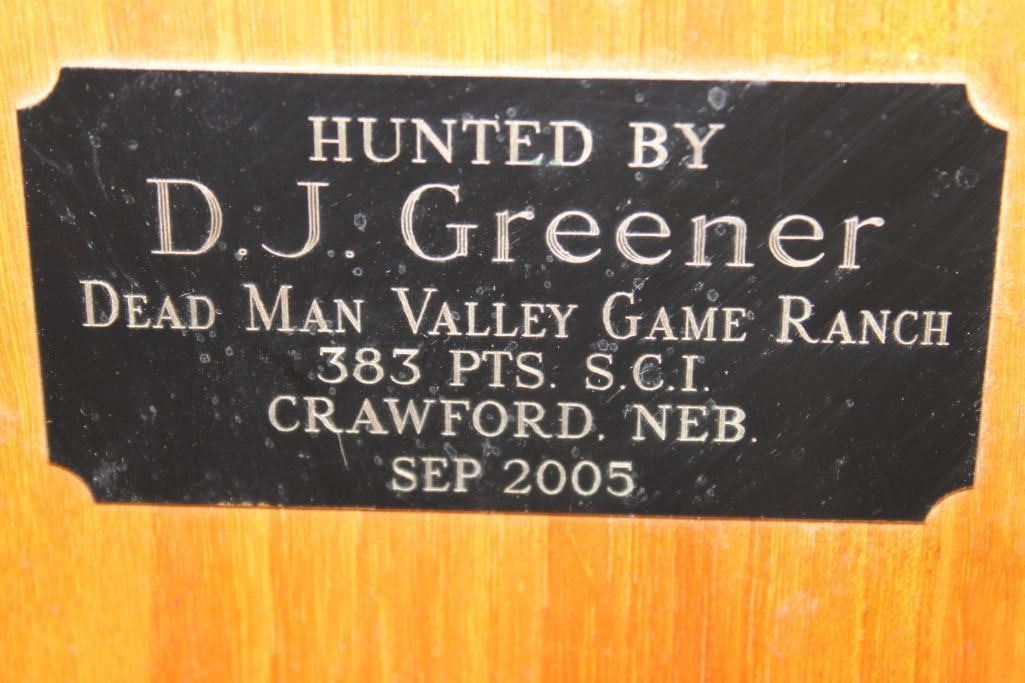 HUNTED BY
D.J. Greener
DEAD MAN VALLEY GAME RANCH
383 PTS. S.C.I.
CRAWFORD, NEB.
SEP 2005